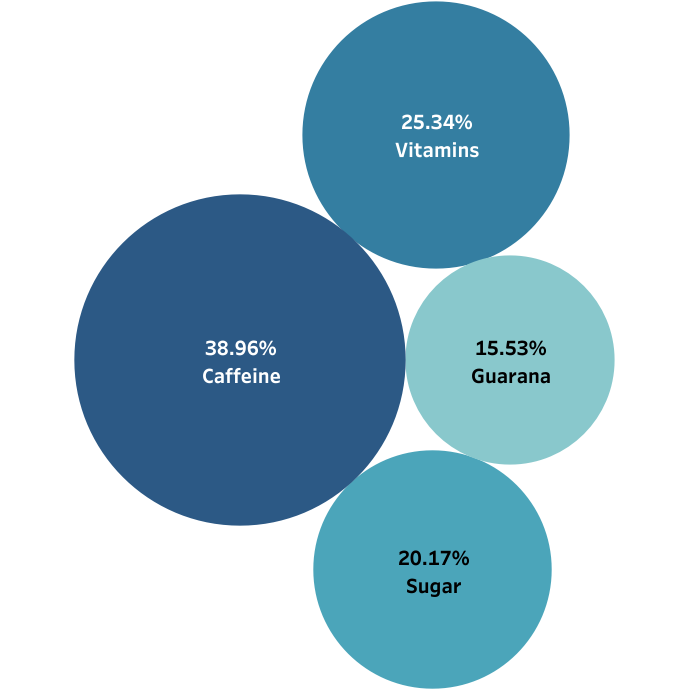 25.34%
Vitamins
38.96%
Caffeine
15.53%
Guarana
20.17%
Sugar